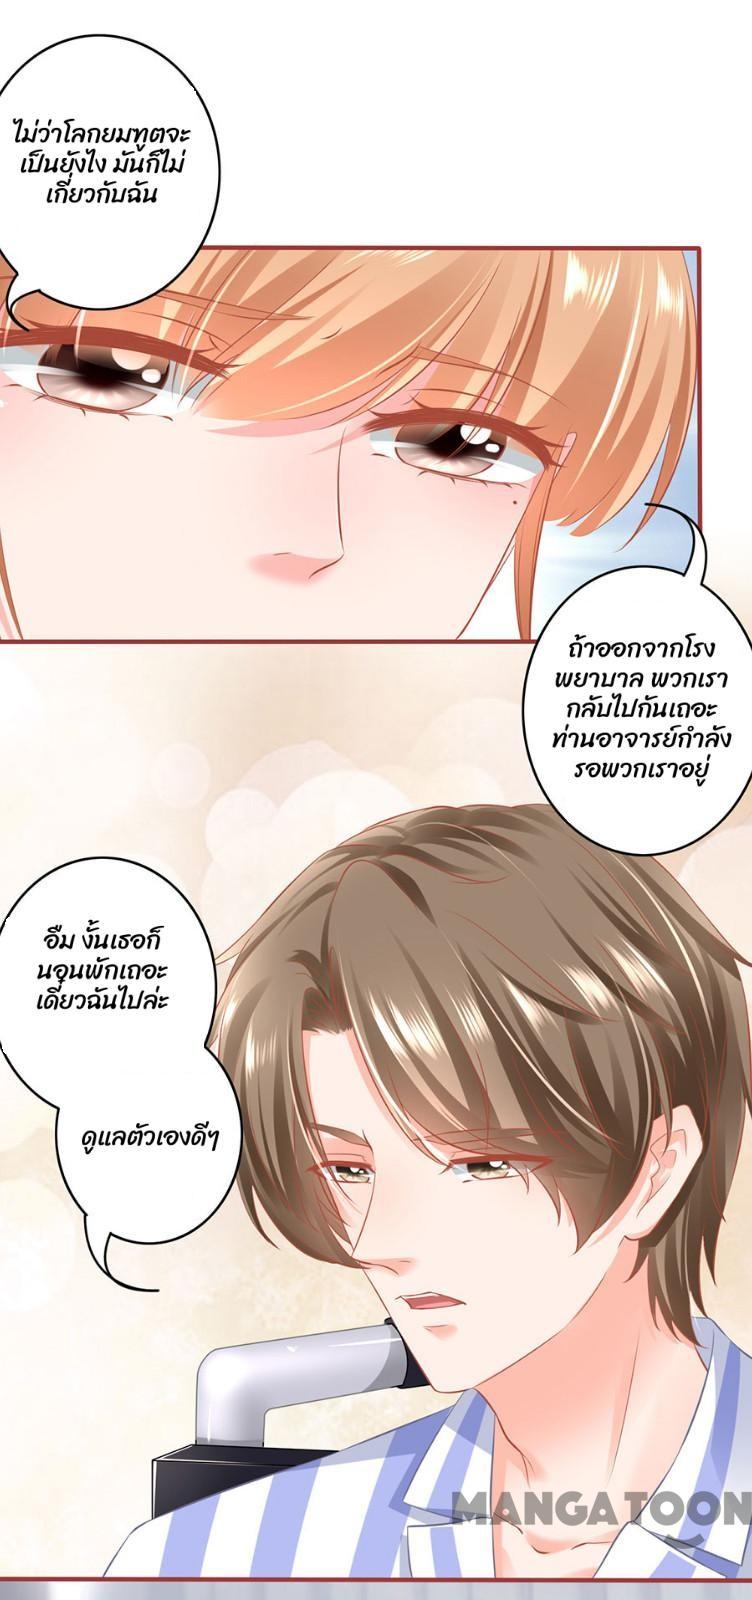 ไม่ว่าโลกยมทูตจะ
เป็นยังไง มันก็ไม่
เกี่ยวกับฉัน
ถ้าออกจากโรง
พยาบาล พวกเรา
กลับไปกันเถอะ
ท่านอาจารย์กำลัง
รอพวกเราอยู่
อืม งั้นเธอก็
นอนพักเถอะ
เดี๋ยวฉันไปล่ะ
ดูแลตัวเองดีๆ
MANGATOON